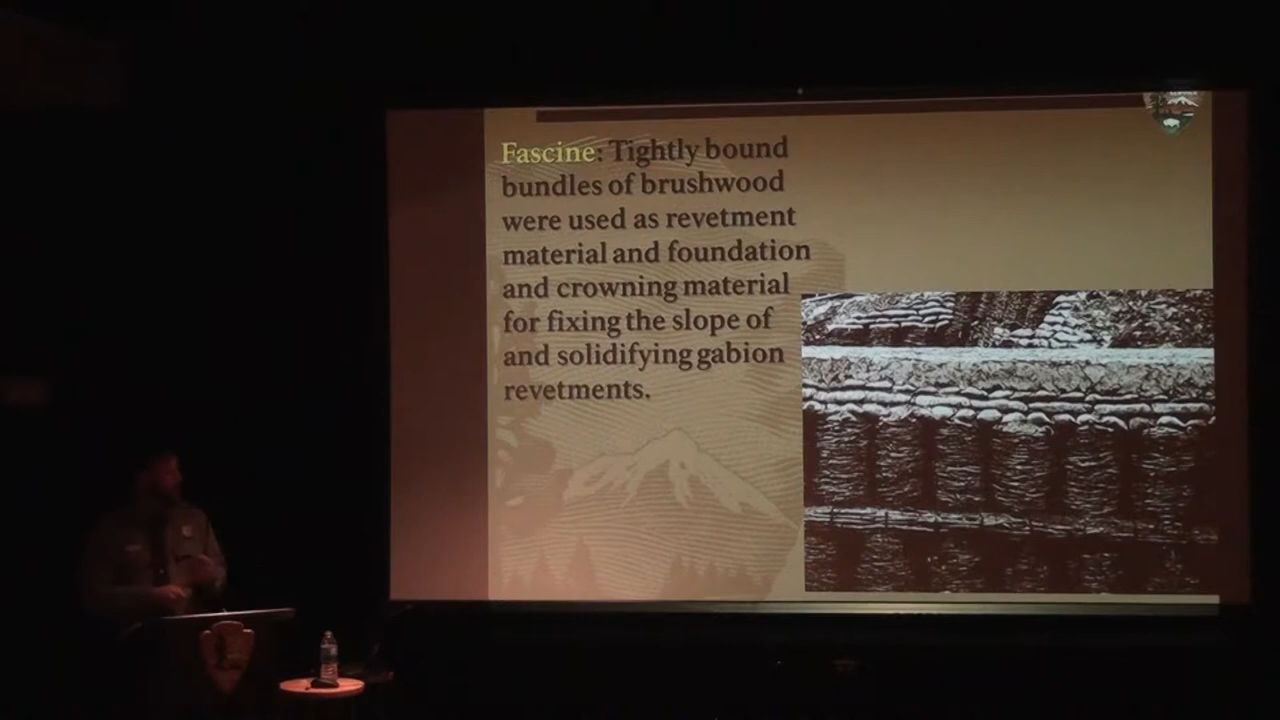 Fascine: Tightly bound
bundles of brushwood
were used as revetment
material and foundation
and crowning material
for fixing the slope of
and solidifying gabion
revetments.